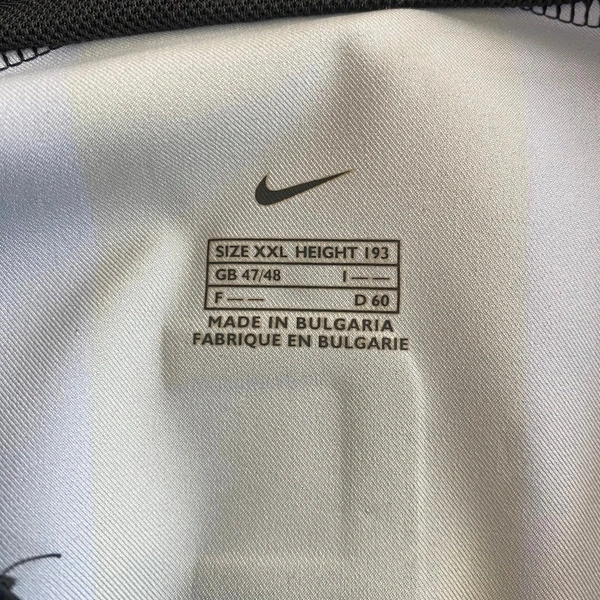 SIZE XXL HEIGHT 193
GB 47/48 I — —
F — — D 60
MADE IN BULGARIA
FABRIQUE EN BULGARIE